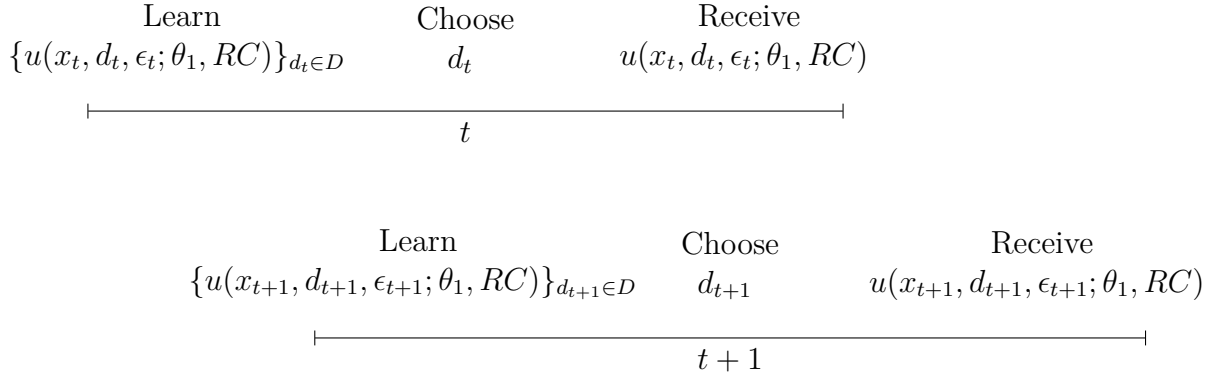 Learn Choose Receive
{u(x_t, d_t, ϵ_t; θ_1, RC)}_{d_t∈D} d_t u(x_t, d_t, ϵ_t; θ_1, RC)
t
Learn Choose Receive
{u(x_{t+1}, d_{t+1}, ϵ_{t+1}; θ_1, RC)}_{d_{t+1}∈D} d_{t+1} u(x_{t+1}, d_{t+1}, ϵ_{t+1}; θ_1, RC)
t + 1